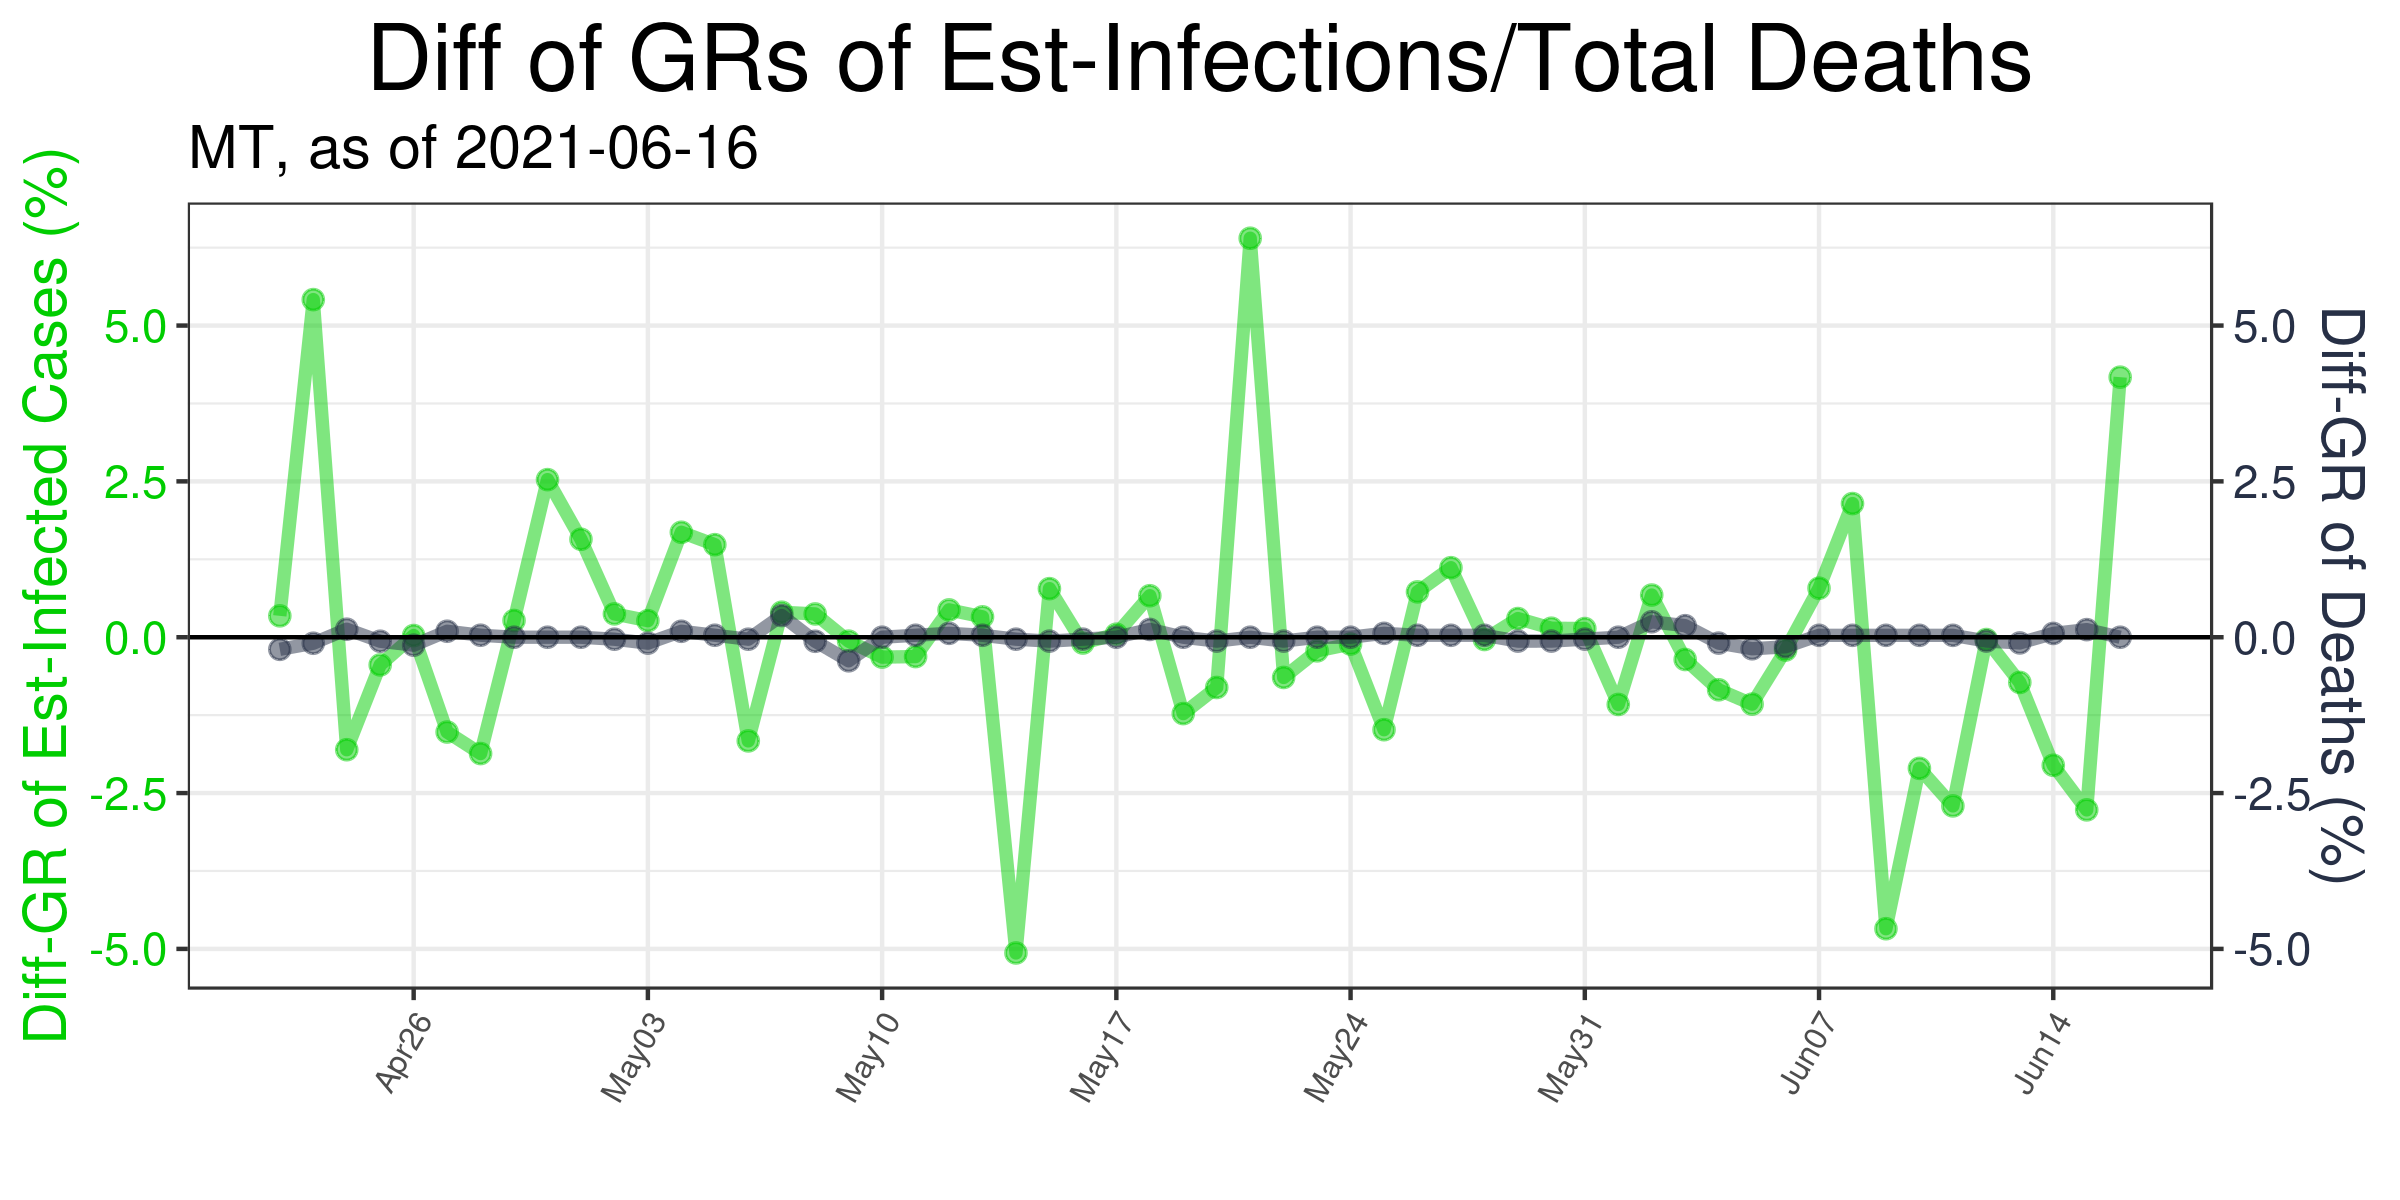 Diff of GRs of Est-Infections/Total Deaths
MT, as of 2021-06-16
Diff-GR of Est-Infected Cases (%)
5.0
2.5
0.0
-2.5
-5.0
5.0
2.5
0.0
-2.5
-5.0
Diff-GR of Deaths (%)
Apr26
May03
May10
May17
May24
May31
Jun07
Jun14